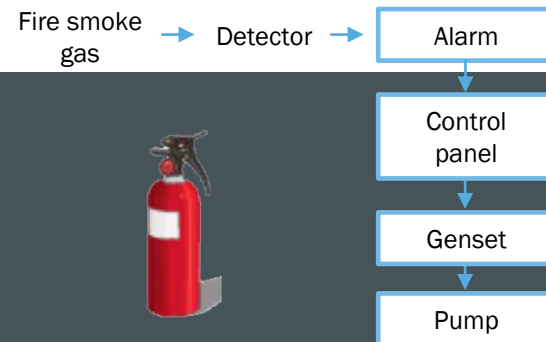 Fire smoke
gas
Detector
Alarm
Control
panel
Genset
Pump